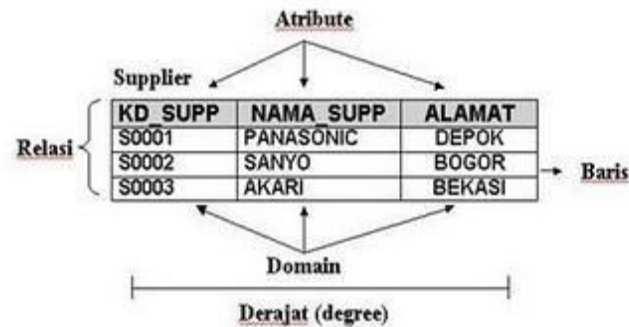 Atribute
Supplier
KD_SUPP NAMA_SUPP ALAMAT
S0001 PANASONIC DEPOK
Relasi
S0002 SANYO BOGOR
Baris
S0003 AKARI BEKASI
Domain
Derajat (degree)